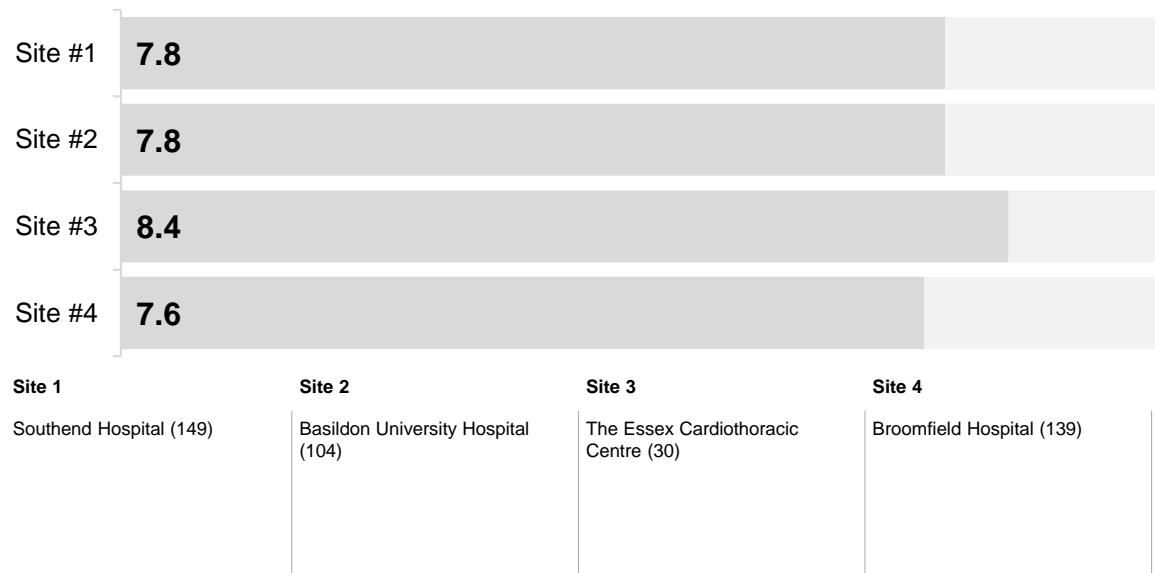 Site #1 7.8
Site #2 7.8
Site #3 8.4
Site #4 7.6
Site 1 Site 2 Site 3 Site 4
Southend Hospital (149)
Basildon University Hospital
(104)
The Essex Cardiothoracic
Centre (30)
Broomfield Hospital (139)